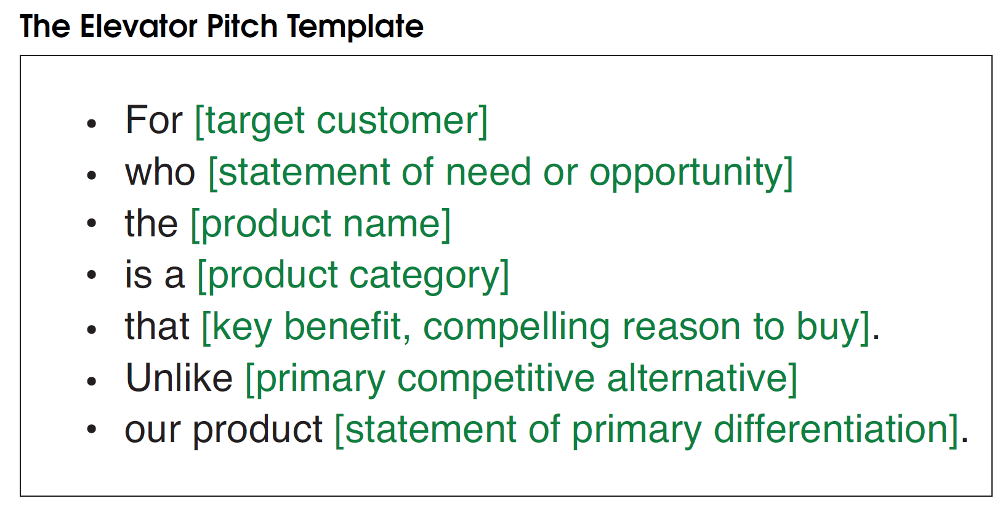 The Elevator Pitch Template
• For [target customer]
• who [statement of need or opportunity]
• the [product name]
• is a [product category]
• that [key benefit, compelling reason to buy].
• Unlike [primary competitive alternative]
• our product [statement of primary differentiation].